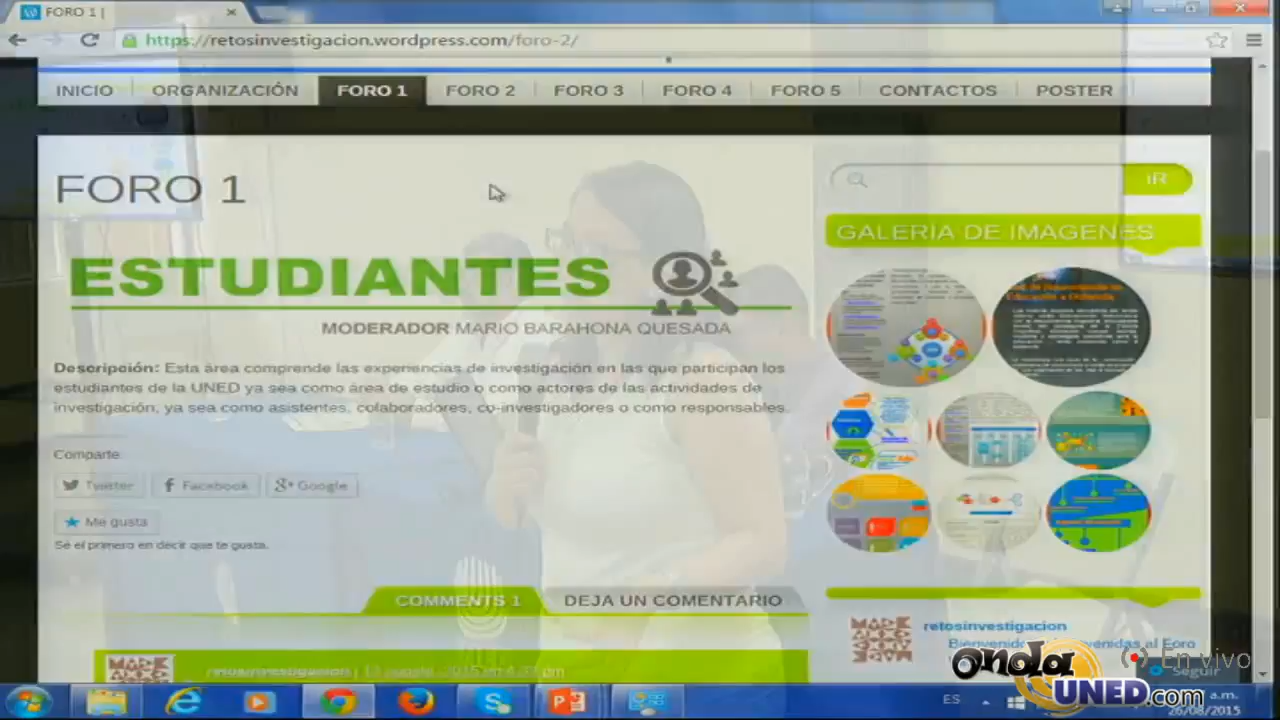 FORO 1 |
https://retosinvestigacion.wordpress.com/foro-2/
INICIO ORGANIZACIÓN FORO 1 FORO 2 FORO 3 FORO 4 FORO 5 CONTACTOS POSTER
FORO 1
IR
GALERIA DE IMAGENES
ESTUDIANTES
MODERADOR MARIO BARAHONA QUESADA
Descripción: Esta área comprende las experiencias de investigación en las que participan los
estudiantes de la UNED ya sea como área de estudio o como actores de las actividades de
investigación, ya sea como asistentes, colaboradores, co-investigadores o como responsables.
Comparte:
Twitter Facebook Google
Me gusta
Sé el primero en decir que te gusta.
COMMENTS 1 DEJA UN COMENTARIO
retosinvestigacion
Bienvenidos al Foro
retosinvestigacion |
Seguir
onda
UNED.com
En vivo
ES
a.m.
26/08/2015